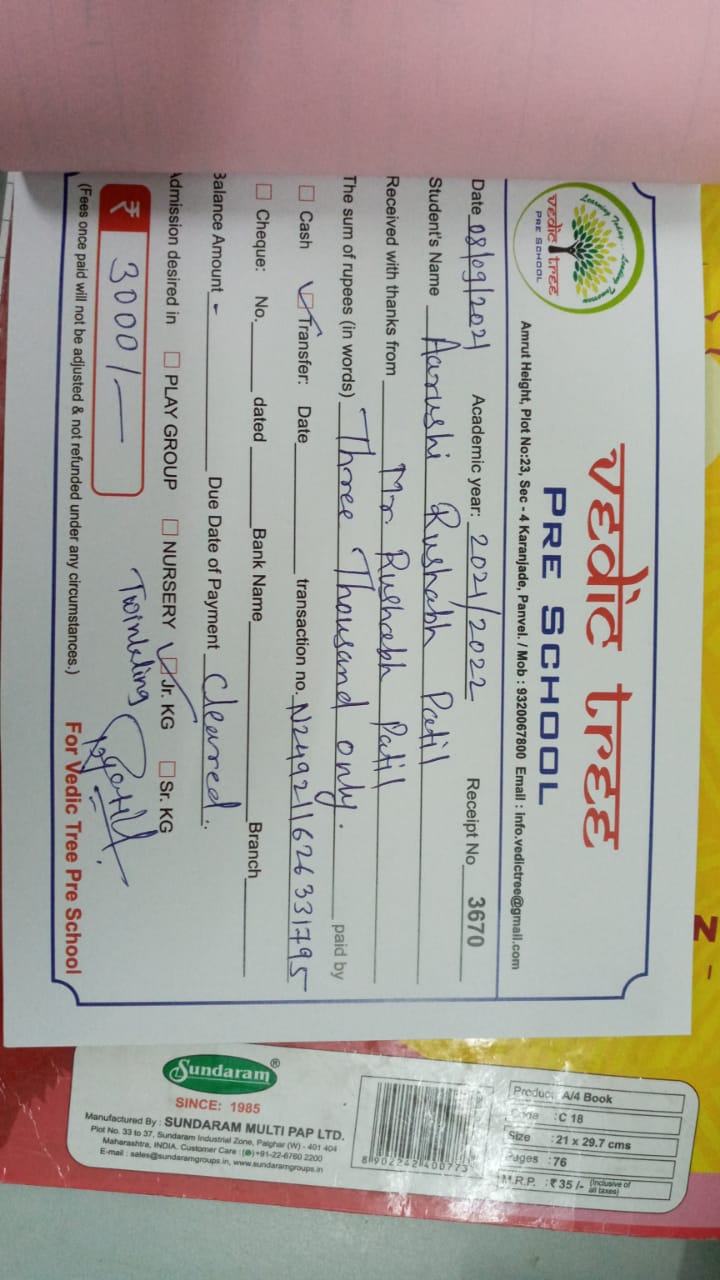 Learning Today... Leading Tomorrow
vedic tree
PRE SCHOOL
vedic tree
PRE SCHOOL
Amrut Height, Plot No:23, Sec - 4 Karanjade, Panvel. / Mob : 9320067800 Email : info.vedictree@gmail.com
Date 08/09/2021 Academic year: 2021/2022 Receipt No 3670
Student's Name Aarushi Rushabh Patil
Received with thanks from Mr Rushabh Patil
The sum of rupees (in words) Three Thousand only. paid by
Cash Transfer: Date transaction no. N249211626331795
Cheque: No. dated Bank Name Branch
Balance Amount - Due Date of Payment Cleared.
Admission desired in PLAY GROUP NURSERY Jr. KG Sr. KG
₹ 3000/- Twinkling
(Fees once paid will not be adjusted & not refunded under any circumstances.) For Vedic Tree Pre School
Sundaram®
SINCE: 1985
Manufactured By : SUNDARAM MULTI PAP LTD.
Plot No. 33 to 37, Sundaram Industrial Zone, Palghar (W) - 401 404
Maharashtra, INDIA. Customer Care : +91-22-6760 2200
E-mail : sales@sundaramgroups.in, www.sundaramgroups.in
8 902242 400773
Product : A/4 Book
Code : C 18
Size : 21 x 29.7 cms
Pages : 76
M.R.P. : ₹ 35 /- (Inclusive of all taxes)
N